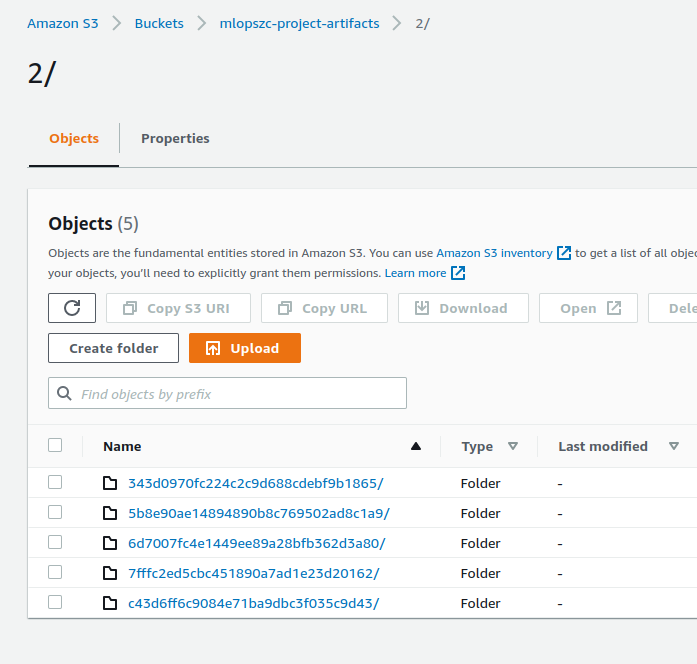 Amazon S3 > Buckets > mlopszc-project-artifacts > 2/
2/
Objects Properties
Objects (5)
Objects are the fundamental entities stored in Amazon S3. You can use Amazon S3 inventory to get a list of all objec
your objects, you'll need to explicitly grant them permissions. Learn more
Copy S3 URI Copy URL Download Open Dele
Create folder Upload
Find objects by prefix
Name Type Last modified
343d0970fc224c2c9d688cdebf9b1865/ Folder -
5b8e90ae14894890b8c769502ad8c1a9/ Folder -
6d7007fc4e1449ee89a28bfb362d3a80/ Folder -
7fffc2ed5cbc451890a7ad1e23d20162/ Folder -
c43d6ff6c9084e71ba9dbc3f035c9d43/ Folder -